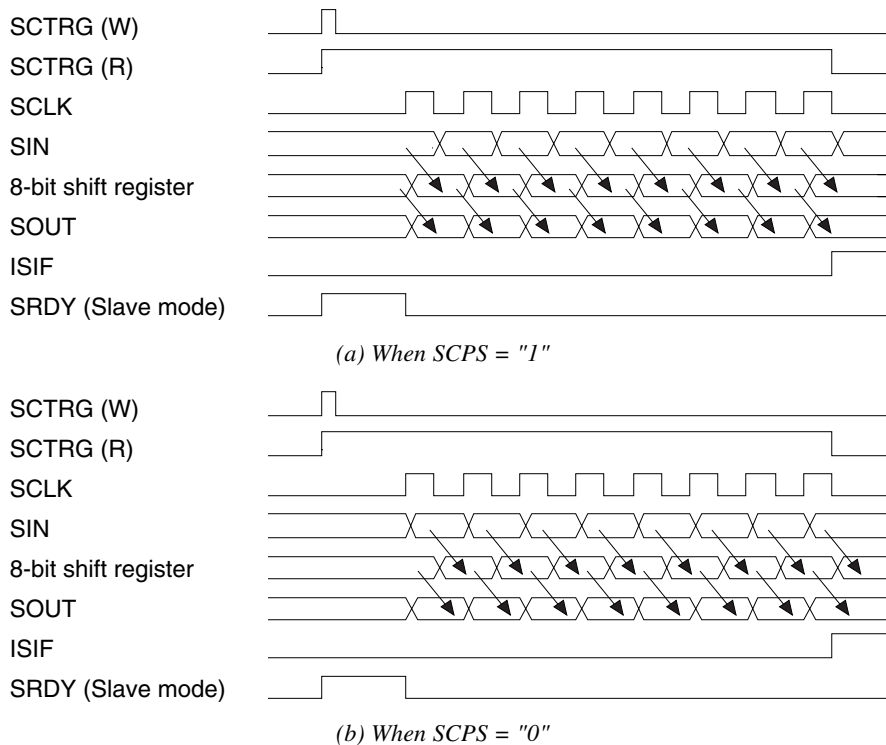 SCTRG (W)
SCTRG (R)
SCLK
SIN
8-bit shift register
SOUT
ISIF
SRDY (Slave mode)
(a) When SCPS = "1"
SCTRG (W)
SCTRG (R)
SCLK
SIN
8-bit shift register
SOUT
ISIF
SRDY (Slave mode)
(b) When SCPS = "0"